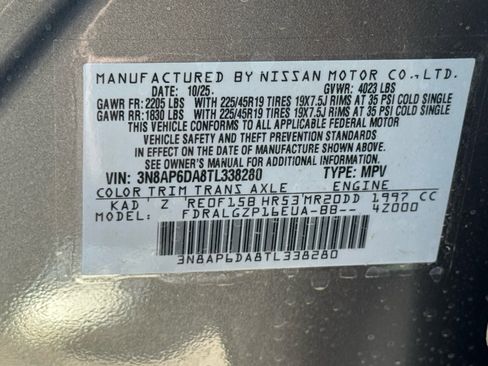 MANUFACTURED BY NISSAN MOTOR CO., LTD.
DATE: 10/25. GVWR: 4023 LBS
GAWR FR: 2205 LBS WITH 225/45R19 TIRES 19X7.5J RIMS AT 35 PSI COLD SINGLE
GAWR RR: 1830 LBS WITH 225/45R19 TIRES 19X7.5J RIMS AT 35 PSI COLD SINGLE
THIS VEHICLE CONFORMS TO ALL APPLICABLE FEDERAL MOTOR
VEHICLE SAFETY AND THEFT PREVENTION STANDARDS
IN EFFECT ON THE DATE OF MANUFACTURE SHOWN ABOVE.
SEE OWNER'S MANUAL FOR MORE INFORMATION
VIN: 3N8AP6DA8TL338280 TYPE: MPV
COLOR TRIM TRANS AXLE ENGINE
KAD Z RE0F15B HR53 MR20DD 1997 CC
FDRALGZP16EUA-BB-- 4Z000
3N8AP6DA8TL338280